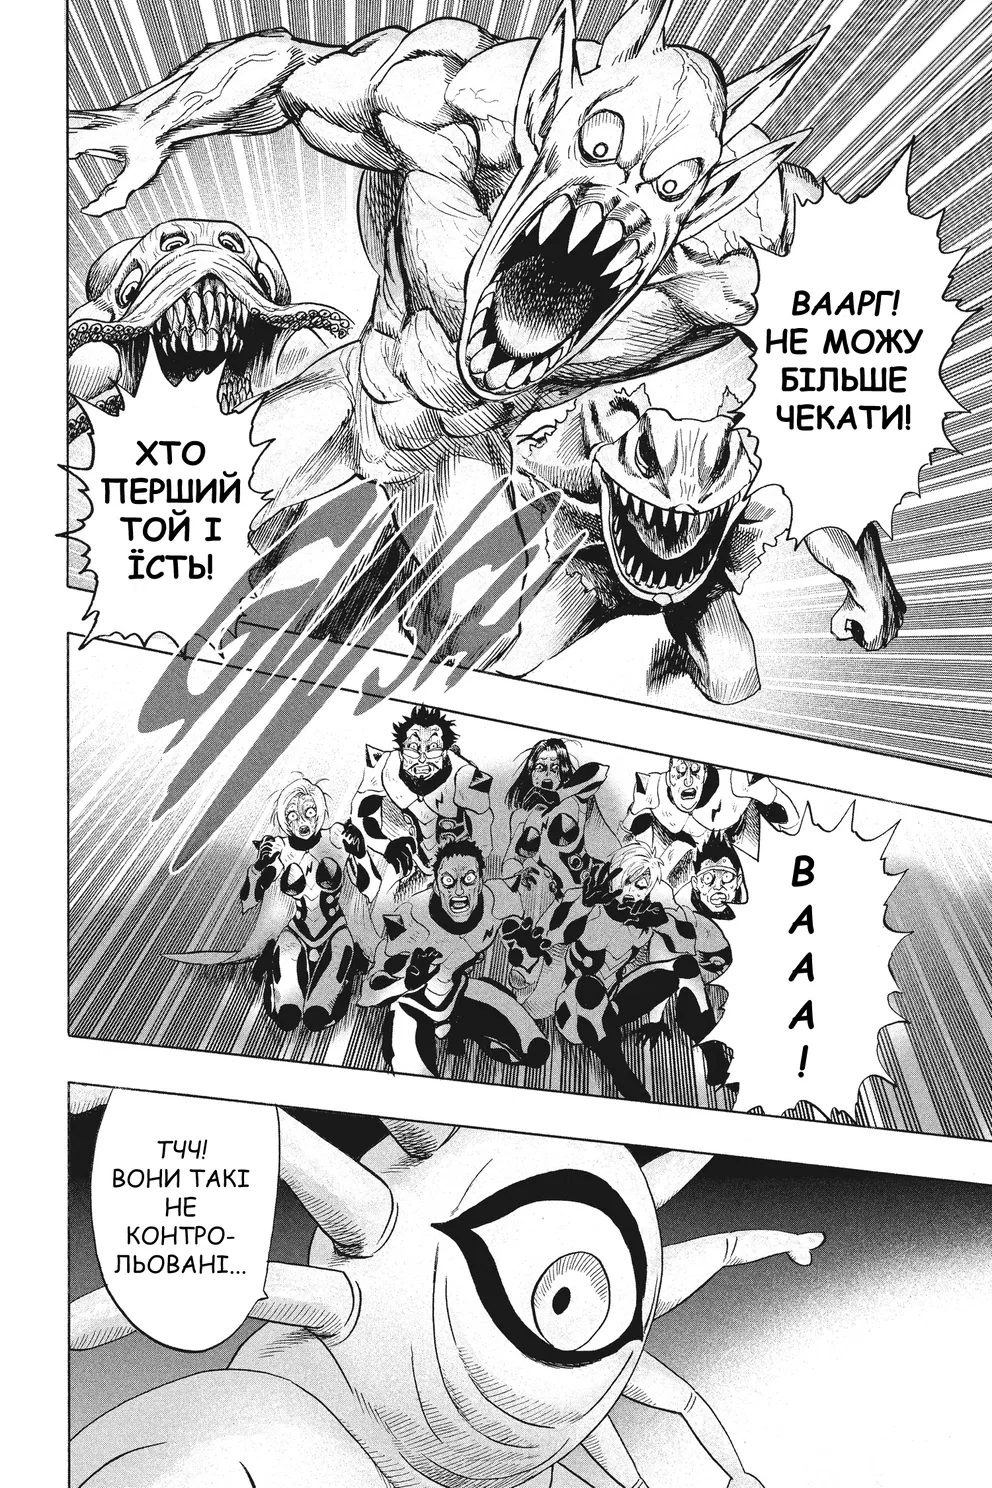 ВААРГ!
НЕ МОЖУ
БІЛЬШЕ
ЧЕКАТИ!
ХТО
ПЕРШИЙ
ТОЙ І
ЇСТЬ!
В
А
А
А
А
!
ТЧЧ!
ВОНИ ТАКІ
НЕ
КОНТРО-
ЛЬОВАНІ...